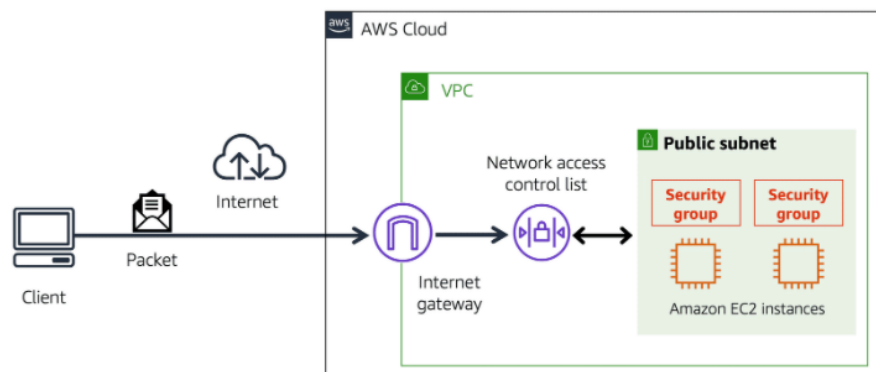 aws
AWS Cloud
VPC
Public subnet
Network access
control list
Security
group
Security
group
Internet
Packet
Client
Internet
gateway
Amazon EC2 instances